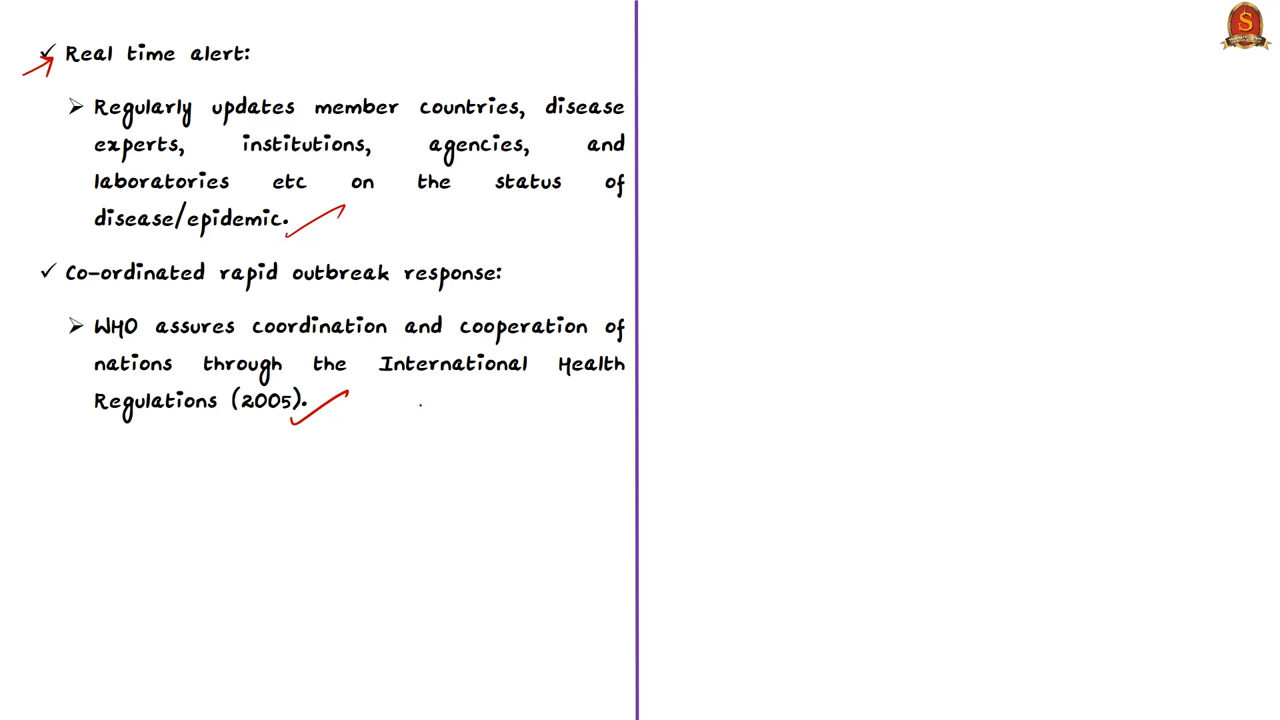 ✓ Real time alert:
➢ Regularly updates member countries, disease
experts, institutions, agencies, and
laboratories etc on the status of
disease/epidemic.
✓ Co-ordinated rapid outbreak response:
➢ WHO assures coordination and cooperation of
nations through the International Health
Regulations (2005).
S